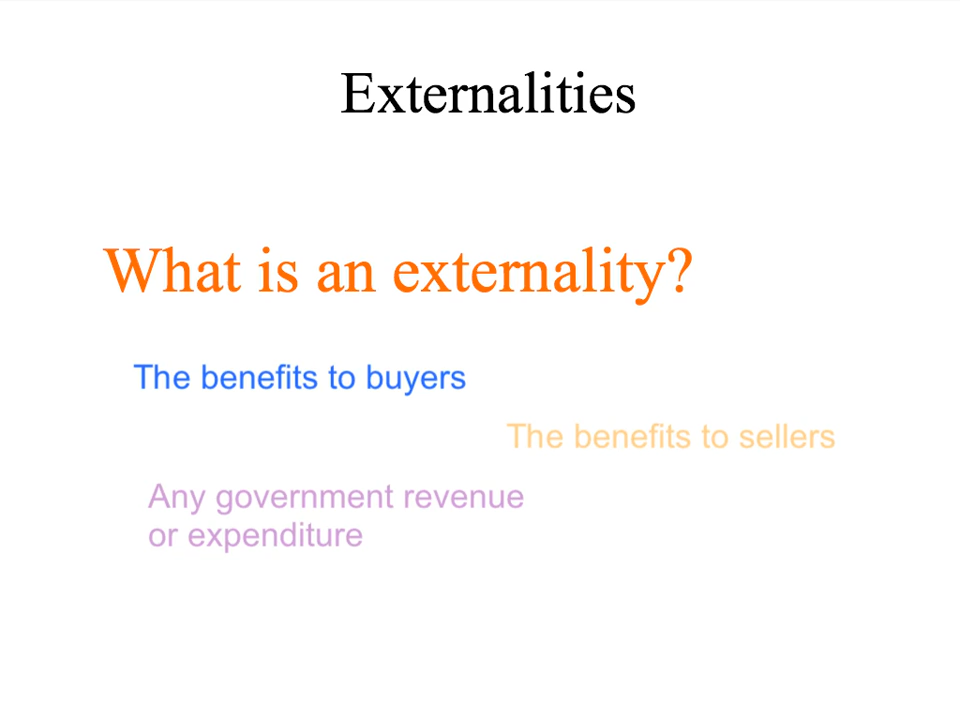 Externalities
What is an externality?
The benefits to buyers
The benefits to sellers
Any government revenue
or expenditure